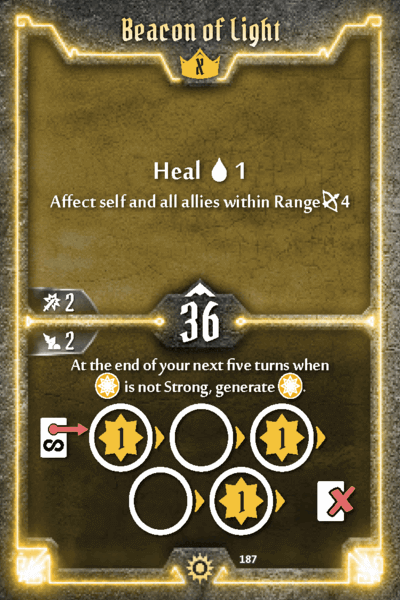 Beacon of Light
X
Heal 1
Affect self and all allies within Range 4
2
36
2
At the end of your next five turns when
is not Strong, generate .
1
1
1
187